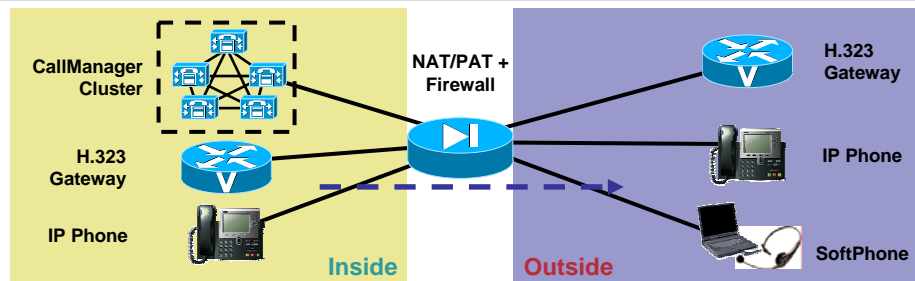 CallManager
Cluster
NAT/PAT +
Firewall
H.323
Gateway
V
H.323
Gateway
V
IP Phone
IP Phone
SoftPhone
Inside
Outside